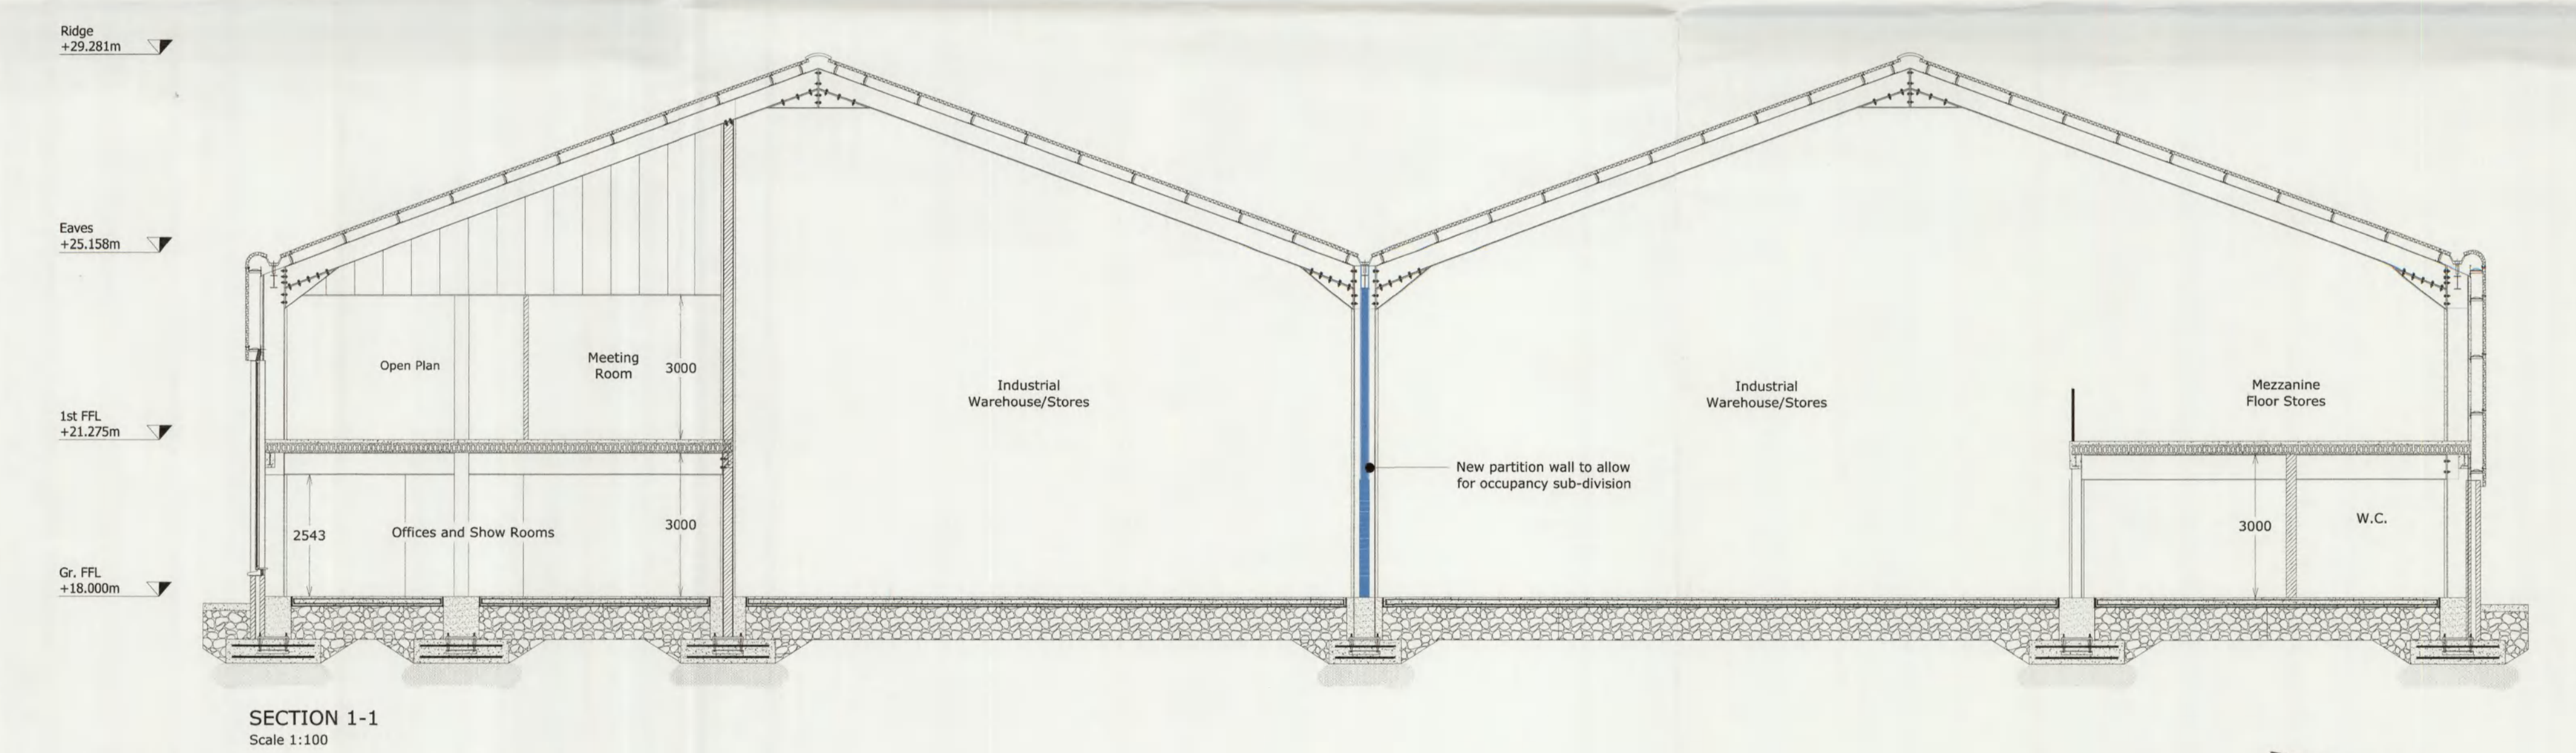 Ridge
+29.281m
Eaves
+25.158m
1st FFL
+21.275m
Gr. FFL
+18.000m
Open Plan
Meeting
Room
3000
2543
Offices and Show Rooms
3000
Industrial
Warehouse/Stores
New partition wall to allow
for occupancy sub-division
Industrial
Warehouse/Stores
Mezzanine
Floor Stores
3000
W.C.
SECTION 1-1
Scale 1:100